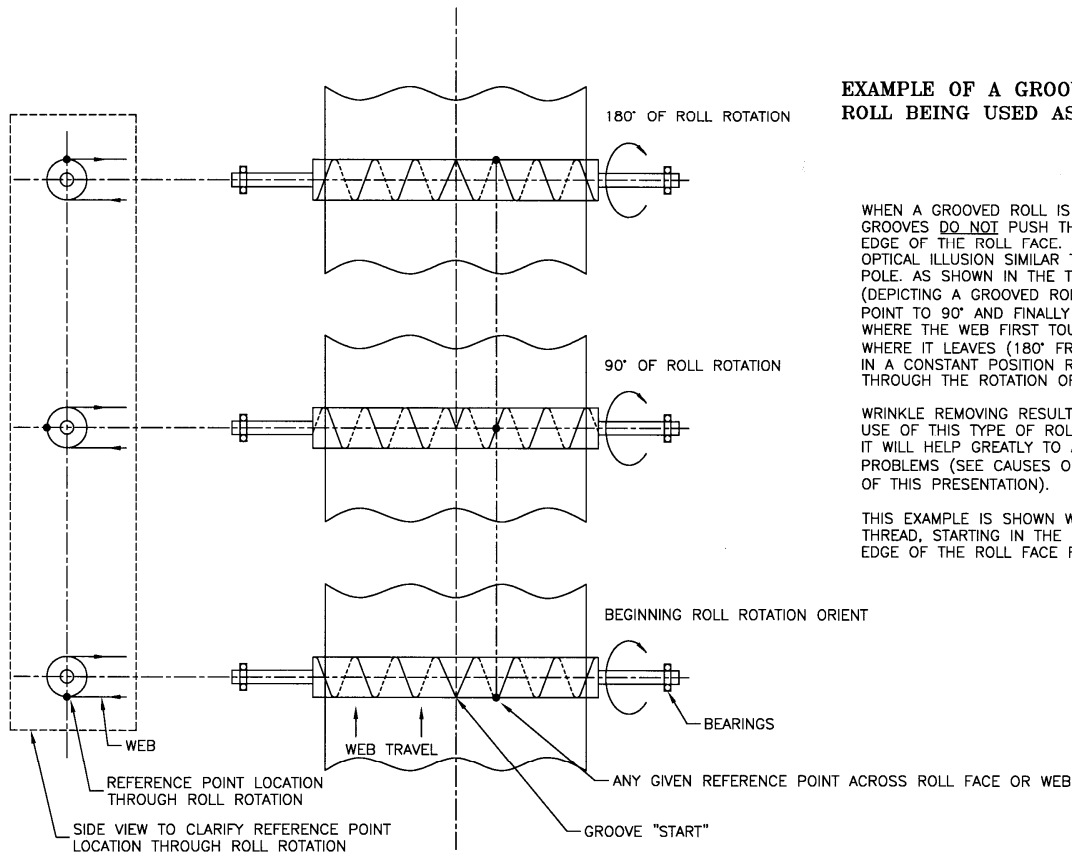 EXAMPLE OF A GROO
ROLL BEING USED AS
180° OF ROLL ROTATION
WHEN A GROOVED ROLL IS
GROOVES DO NOT PUSH TH
EDGE OF THE ROLL FACE.
OPTICAL ILLUSION SIMILAR T
POLE. AS SHOWN IN THE T
(DEPICTING A GROOVED ROL
POINT TO 90° AND FINALLY
WHERE THE WEB FIRST TOU
WHERE IT LEAVES (180° FR
IN A CONSTANT POSITION R
THROUGH THE ROTATION OF
90° OF ROLL ROTATION
WRINKLE REMOVING RESULT
USE OF THIS TYPE OF ROL
IT WILL HELP GREATLY TO A
PROBLEMS (SEE CAUSES O
OF THIS PRESENTATION).
THIS EXAMPLE IS SHOWN W
THREAD, STARTING IN THE
EDGE OF THE ROLL FACE F
BEGINNING ROLL ROTATION ORIENT
BEARINGS
WEB
WEB TRAVEL
REFERENCE POINT LOCATION
THROUGH ROLL ROTATION
ANY GIVEN REFERENCE POINT ACROSS ROLL FACE OR WEB
SIDE VIEW TO CLARIFY REFERENCE POINT
LOCATION THROUGH ROLL ROTATION
GROOVE "START"